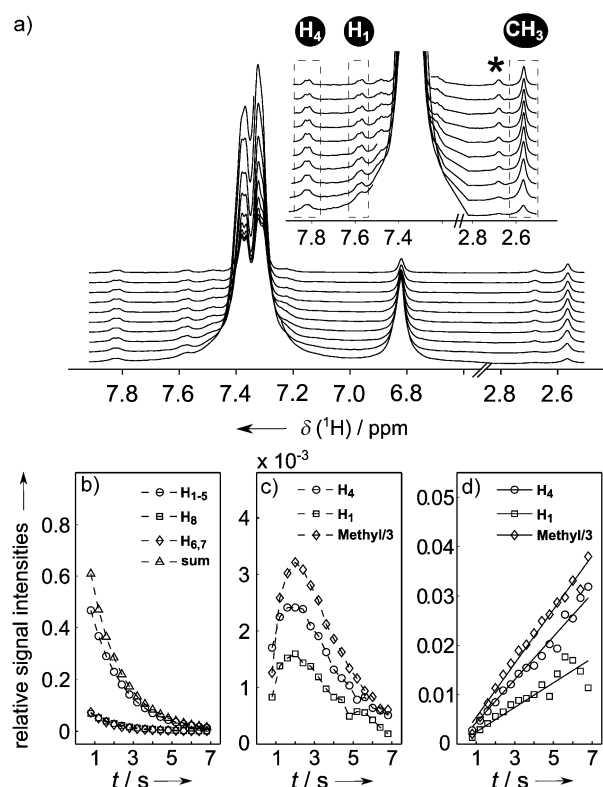 a)
H4 H1 * CH3
7.8 7.6 7.4 2.8 2.6
7.8 7.6 7.4 7.2 7.0 6.8 2.8 2.6
δ (¹H) / ppm
relative signal intensities
b)
H1-5
H8
H6,7
sum
0.8
0.6
0.4
0.2
0
1 3 5 7
t / s
x 10⁻³
c)
H4
H1
Methyl/3
4
3
2
1
0
1 3 5 7
t / s
d)
H4
H1
Methyl/3
0.05
0.04
0.03
0.02
0.01
0
1 3 5 7
t / s